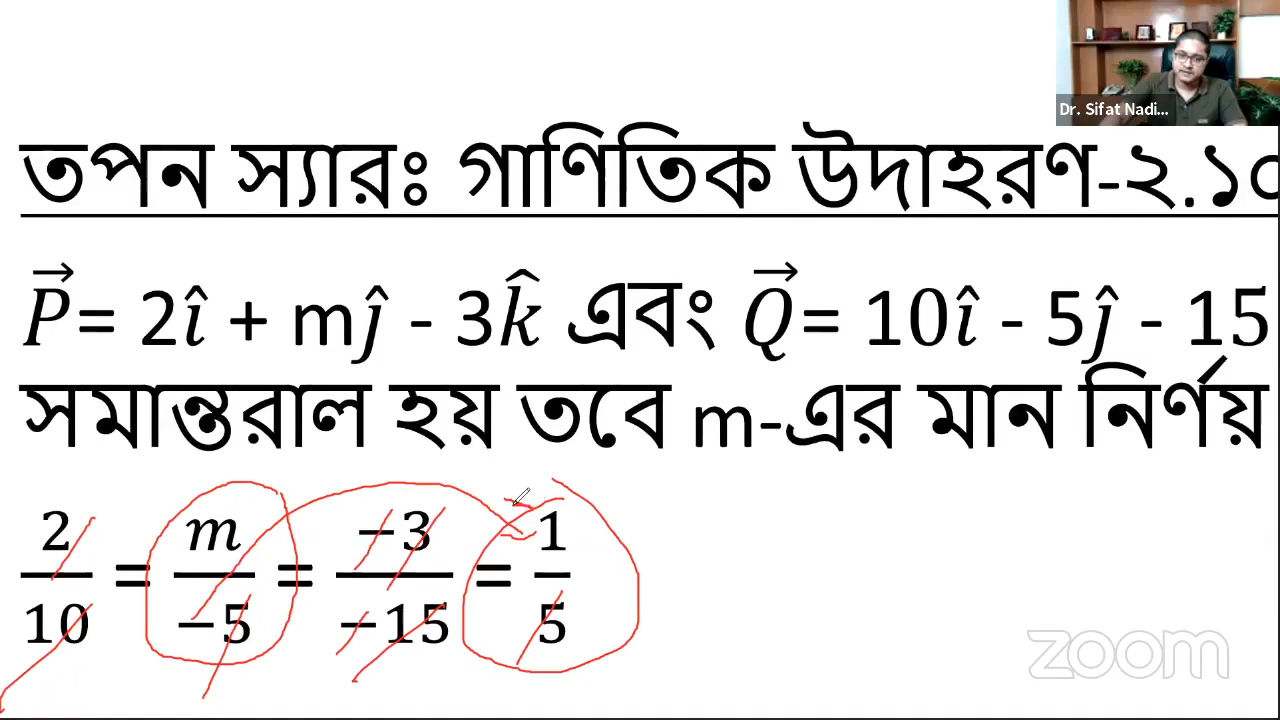 Dr. Sifat Nadi...
তপন স্যারঃ গাণিতিক উদাহরণ-২.১০
P⃗= 2î + mĵ - 3k̂ এবং Q⃗= 10î - 5ĵ - 15
সমান্তরাল হয় তবে m-এর মান নির্ণয়
2/10 = m/−5 = −3/−15 = 1/5
zoom